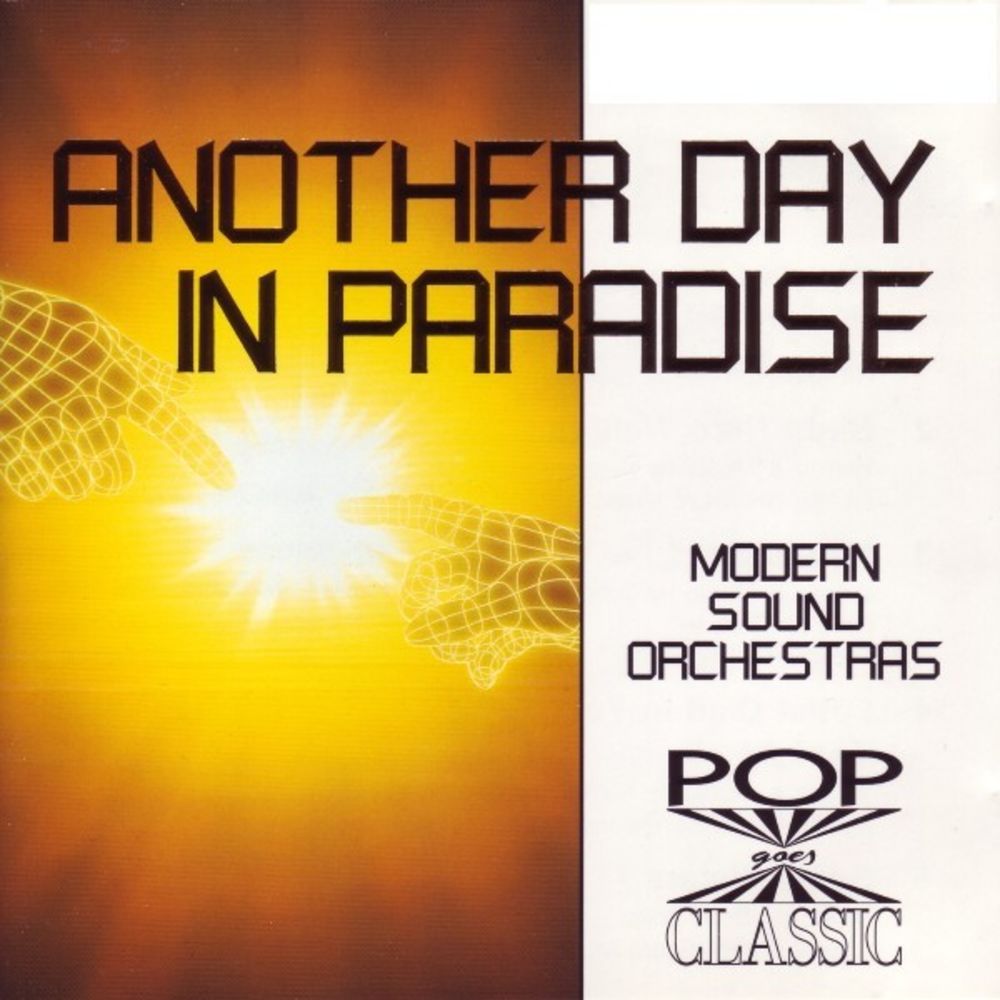 ANOTHER DAY
IN PARADISE
MODERN
SOUND
ORCHESTRAS
POP
goes
CLASSIC